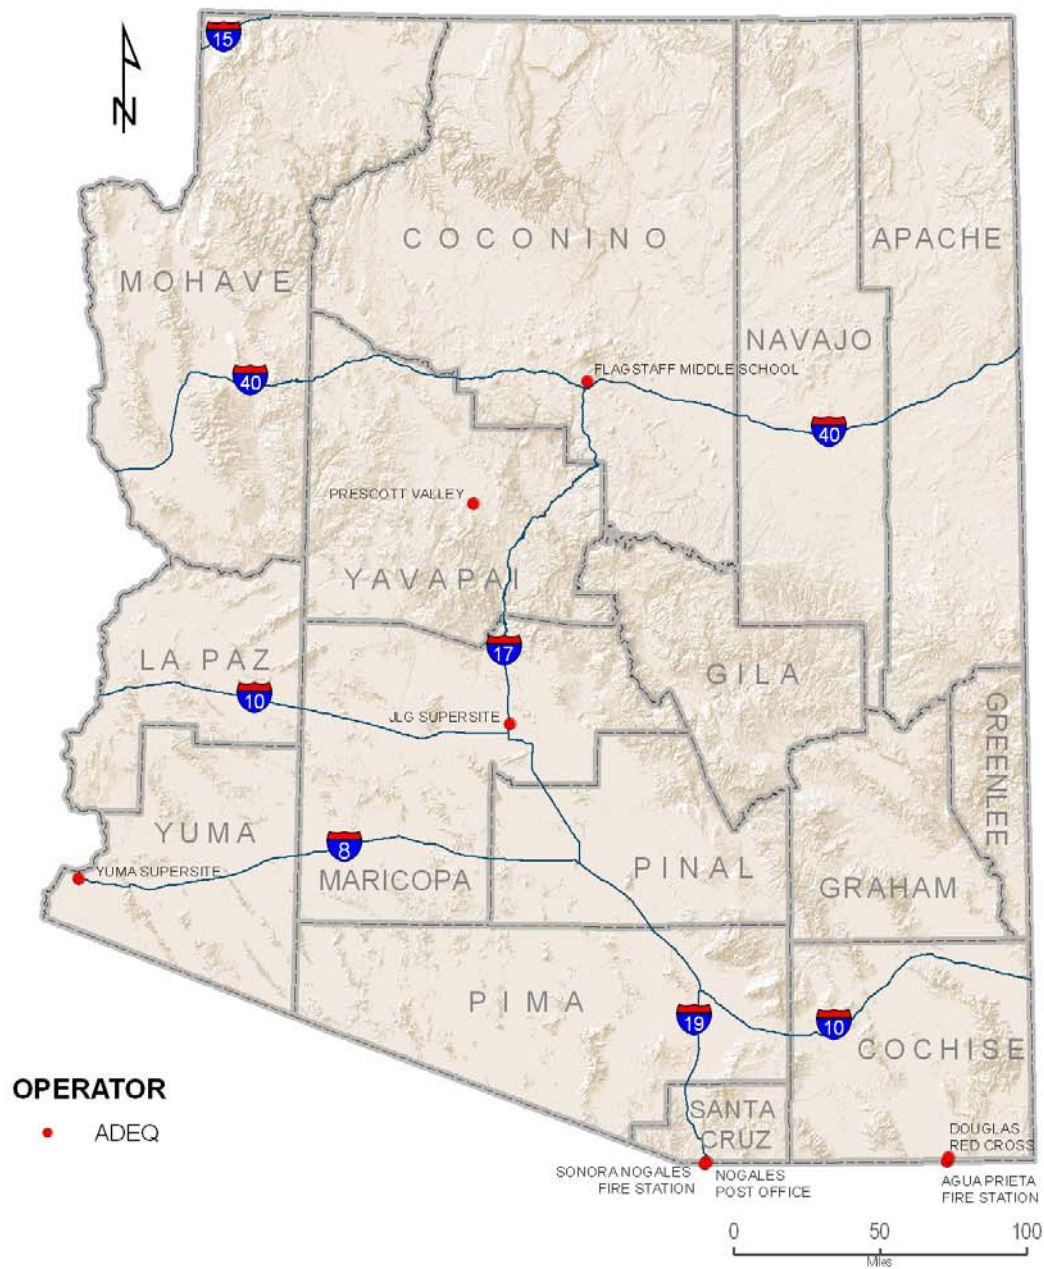 15
N
COCONINO
APACHE
MOHAVE
NAVAJO
FLAGSTAFF MIDDLE SCHOOL
40
40
PRESCOTT VALLEY
YAVAPAI
17
LA PAZ
GILA
10
JLG SUPERSITE
GREENLEE
YUMA
8
YUMA SUPERSITE
MARICOPA
PINAL
GRAHAM
PIMA
19
10
COCHISE
OPERATOR
ADEQ
SANTA
CRUZ
DOUGLAS
RED CROSS
SONORA NOGALES
FIRE STATION
NOGALES
POST OFFICE
AGUA PRIETA
FIRE STATION
0 50 100
Miles